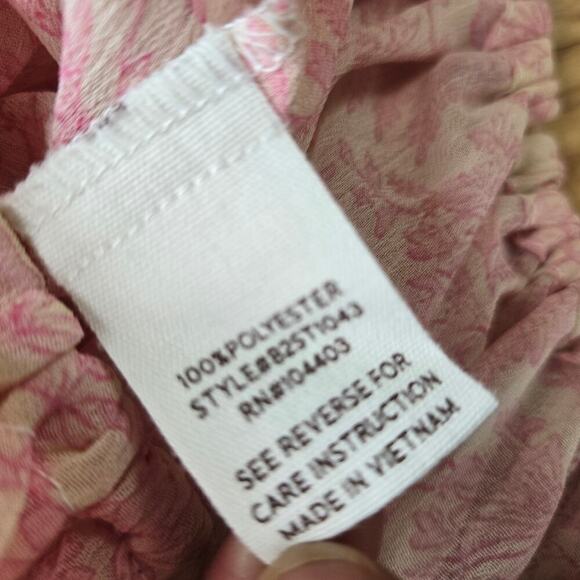 100%POLYESTER
STYLE#B25T1043
RN#104403
SEE REVERSE FOR
CARE INSTRUCTION
MADE IN VIETNAM